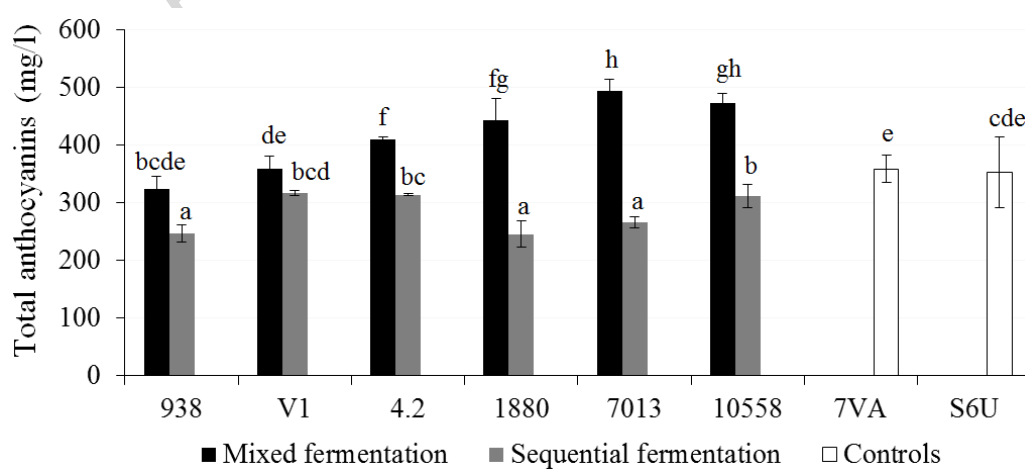 Total anthocyanins (mg/l)
600
500
400
300
200
100
0
bcde
a
de
bcd
f
bc
fg
a
h
a
gh
b
e
cde
938 V1 4.2 1880 7013 10558 7VA S6U
Mixed fermentation Sequential fermentation Controls